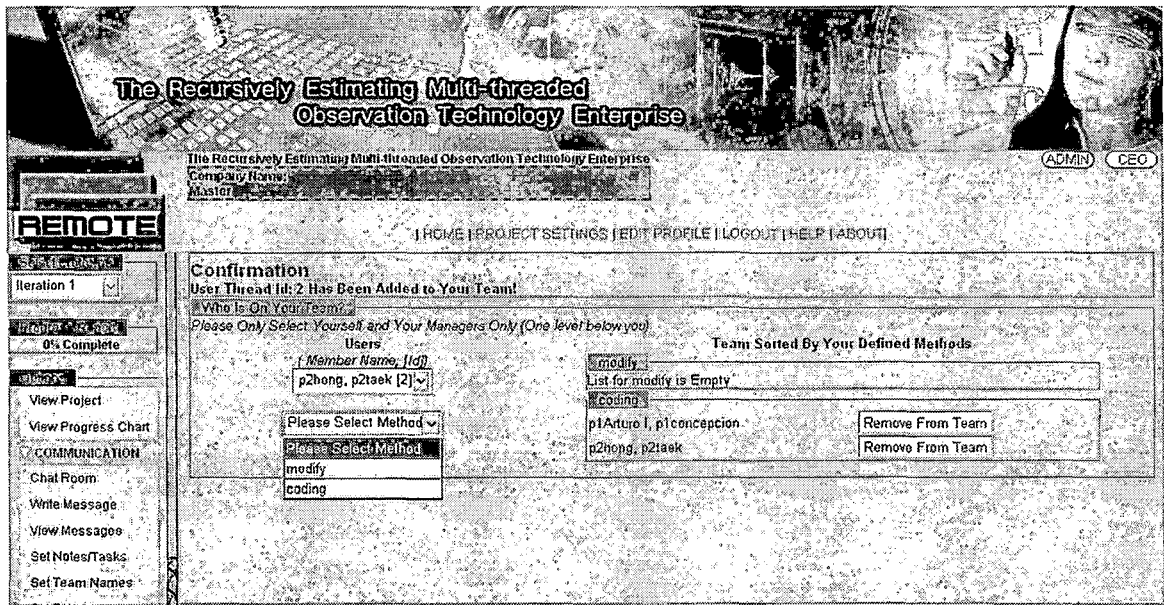 The Recursively Estimating Multi-threaded
Observation Technology Enterprise
The Recursively Estimating Multi-threaded Observation Technology Enterprise
Company Name:
Master
ADMIN CEO
REMOTE
| HOME | PROJECT SETTINGS | EDIT PROFILE | LOGOUT | HELP | ABOUT|
Iteration 1
0% Complete
View Project
View Progress Chart
COMMUNICATION
Chat Room
Write Message
View Messages
Set Notes/Tasks
Set Team Names
Confirmation
User Thread Id: 2 Has Been Added to Your Team!
Who Is On Your Team?
Please Only Select Yourself and Your Managers Only (One level below you)
Users
( Member Name, [Id])
p2hong, p2taek [2]
Please Select Method
Please Select Method
modify
coding
Team Sorted By Your Defined Methods
modify
List for modify is Empty
coding
p1Arturo I, p1concepcion Remove From Team
p2hong, p2taek Remove From Team